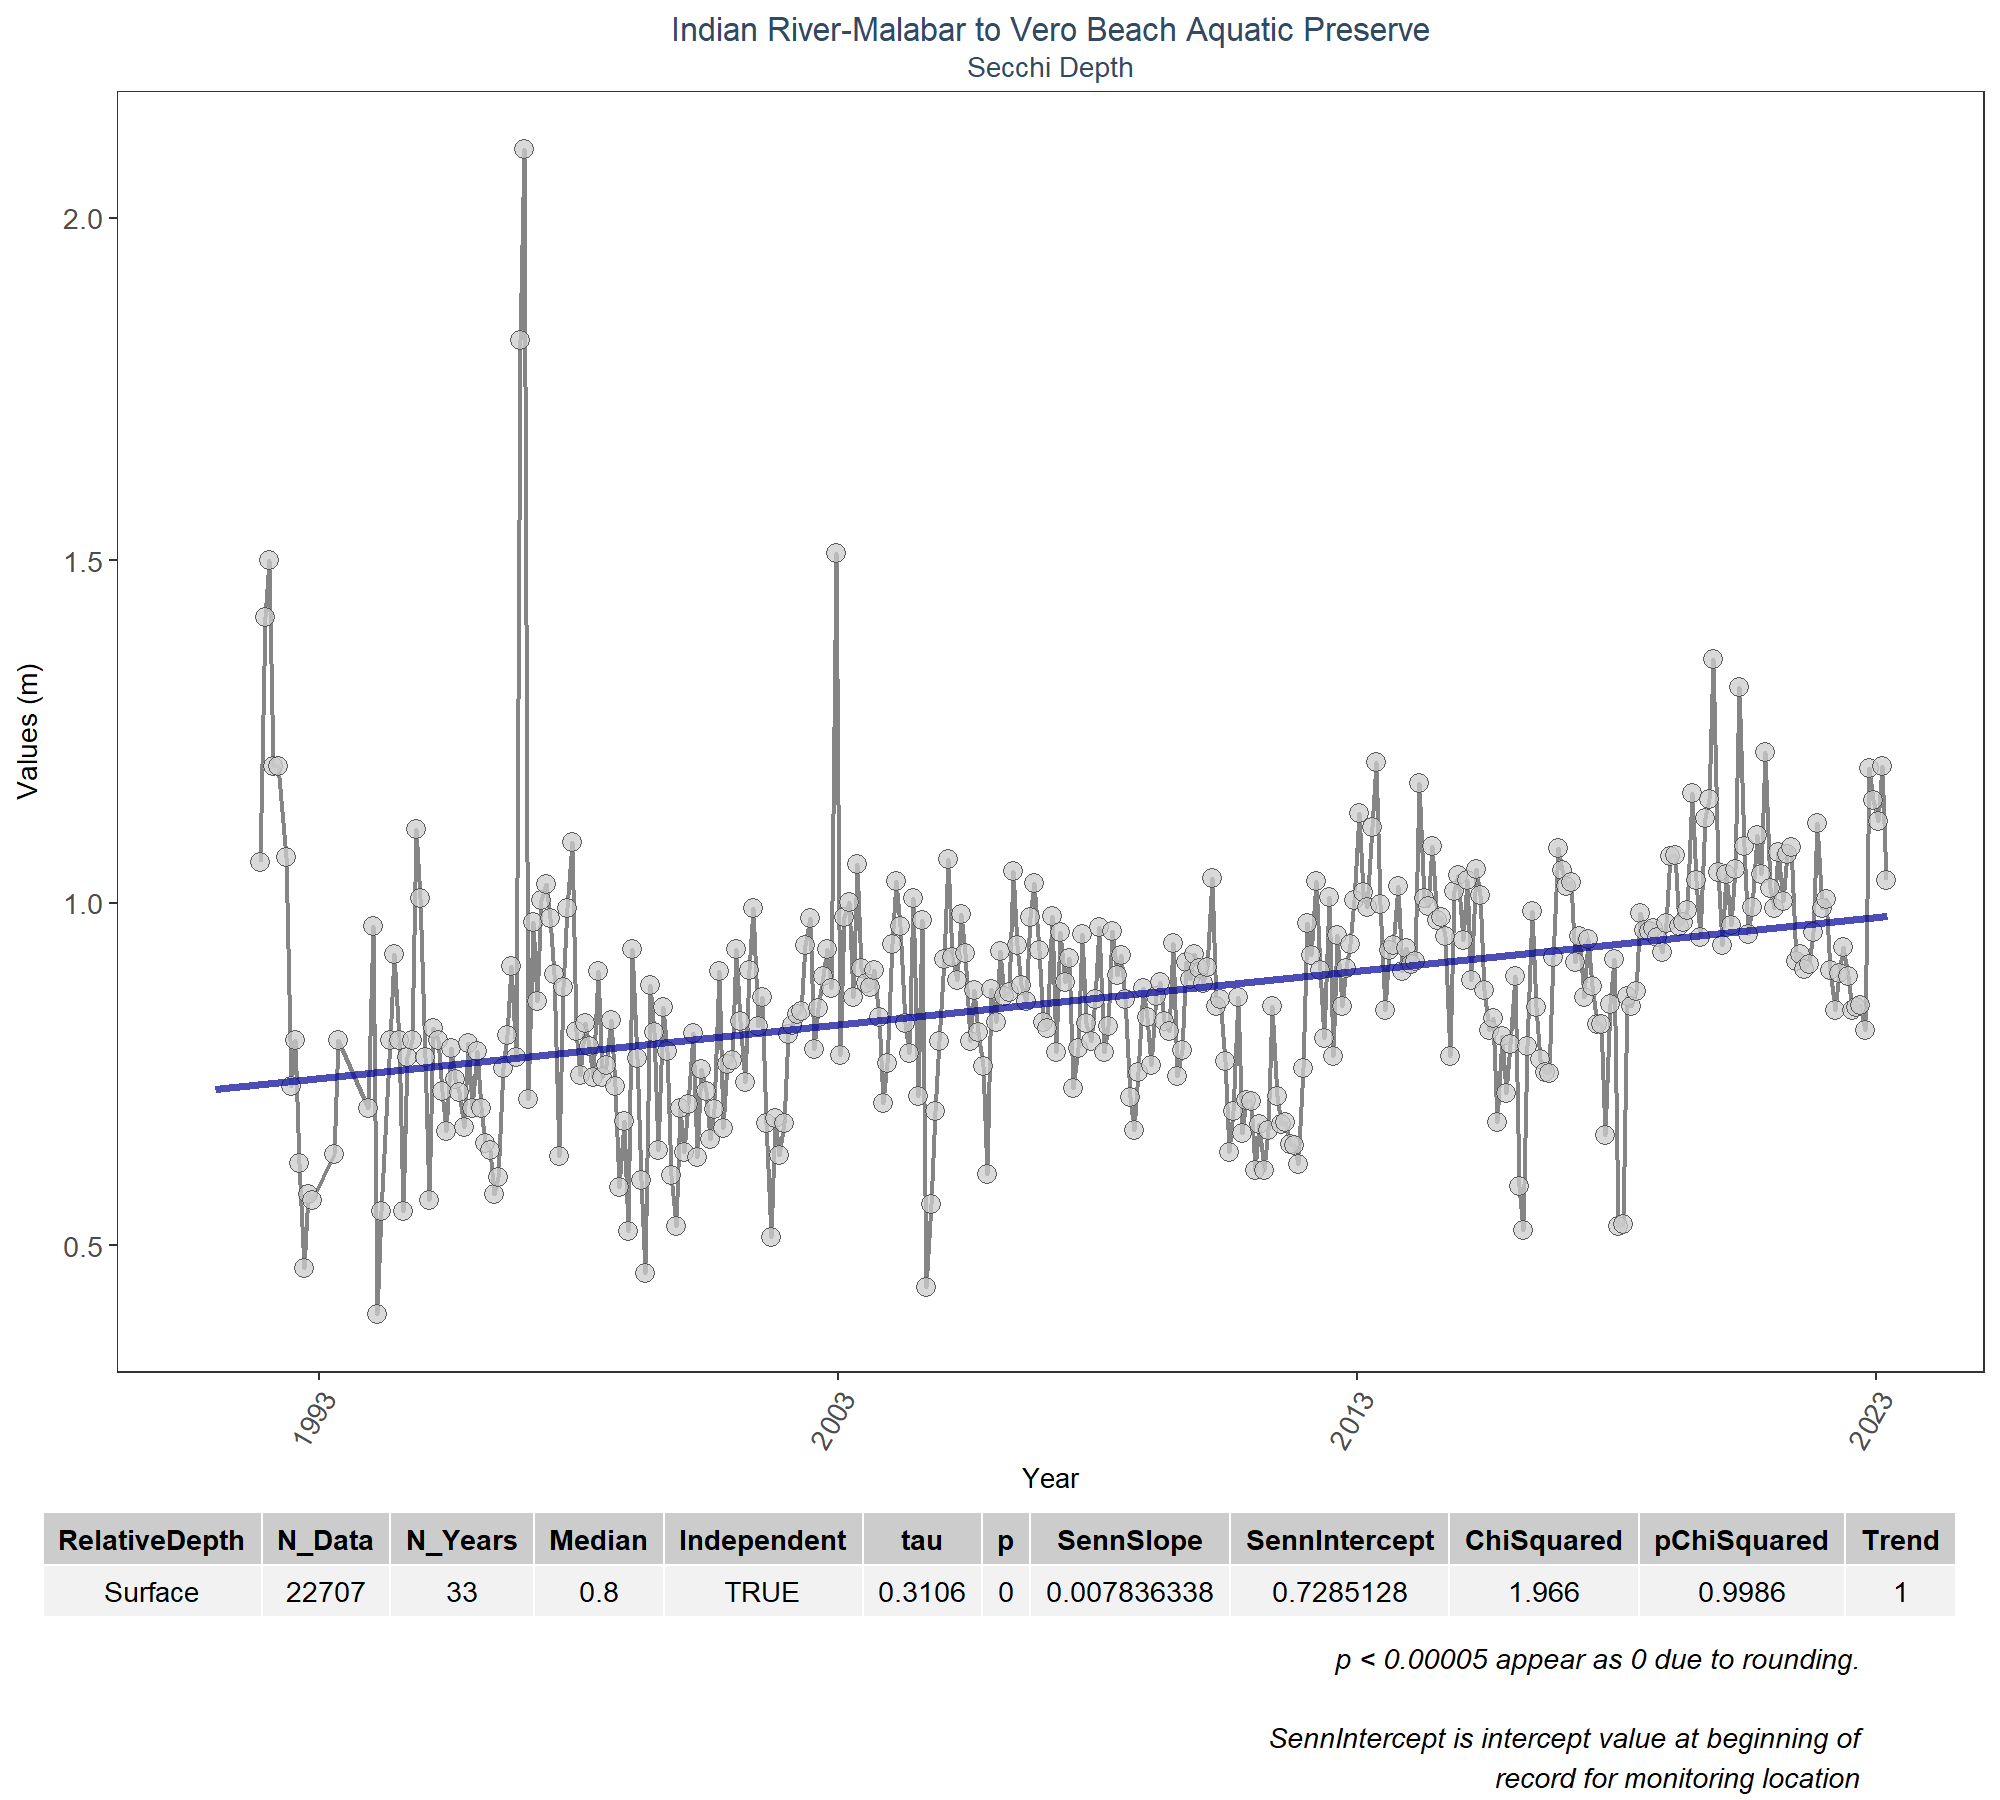 Indian River-Malabar to Vero Beach Aquatic Preserve
Secchi Depth
Values (m)
2.0
1.5
1.0
0.5
1993 2003 2013 2023
Year
RelativeDepth N_Data N_Years Median Independent tau p SennSlope SennIntercept ChiSquared pChiSquared Trend
Surface 22707 33 0.8 TRUE 0.3106 0 0.007836338 0.7285128 1.966 0.9986 1
p < 0.00005 appear as 0 due to rounding.
SennIntercept is intercept value at beginning of
record for monitoring location